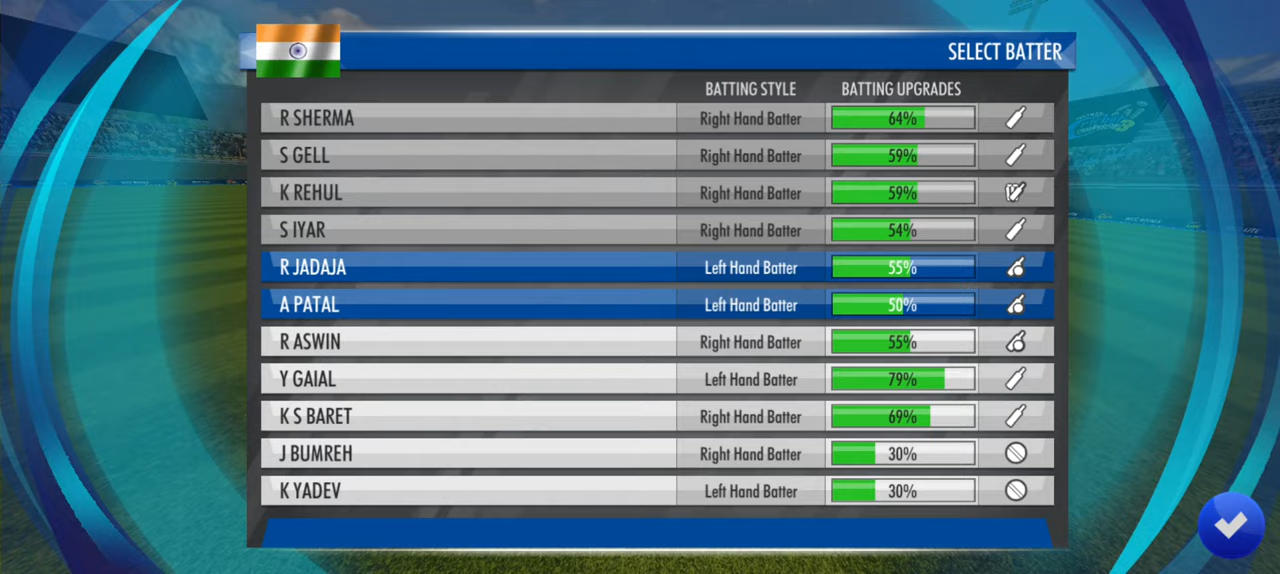 SELECT BATTER
BATTING STYLE BATTING UPGRADES
R SHERMA Right Hand Batter 64%
S GELL Right Hand Batter 59%
K REHUL Right Hand Batter 59%
S IYAR Right Hand Batter 54%
R JADAJA Left Hand Batter 55%
A PATAL Left Hand Batter 50%
R ASWIN Right Hand Batter 55%
Y GAIAL Left Hand Batter 79%
K S BARET Right Hand Batter 69%
J BUMREH Right Hand Batter 30%
K YADEV Left Hand Batter 30%